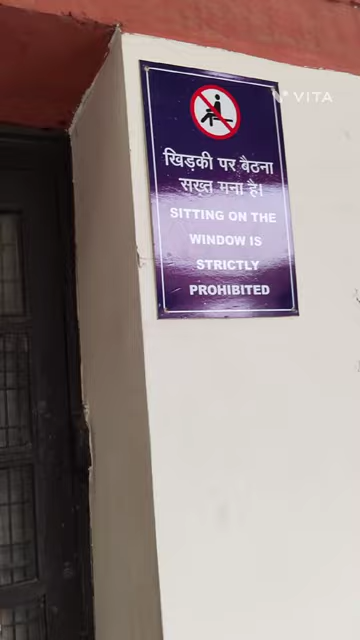 VITA
खिड़की पर बैठना
सख़्त मना है।
SITTING ON THE
WINDOW IS
STRICTLY
PROHIBITED